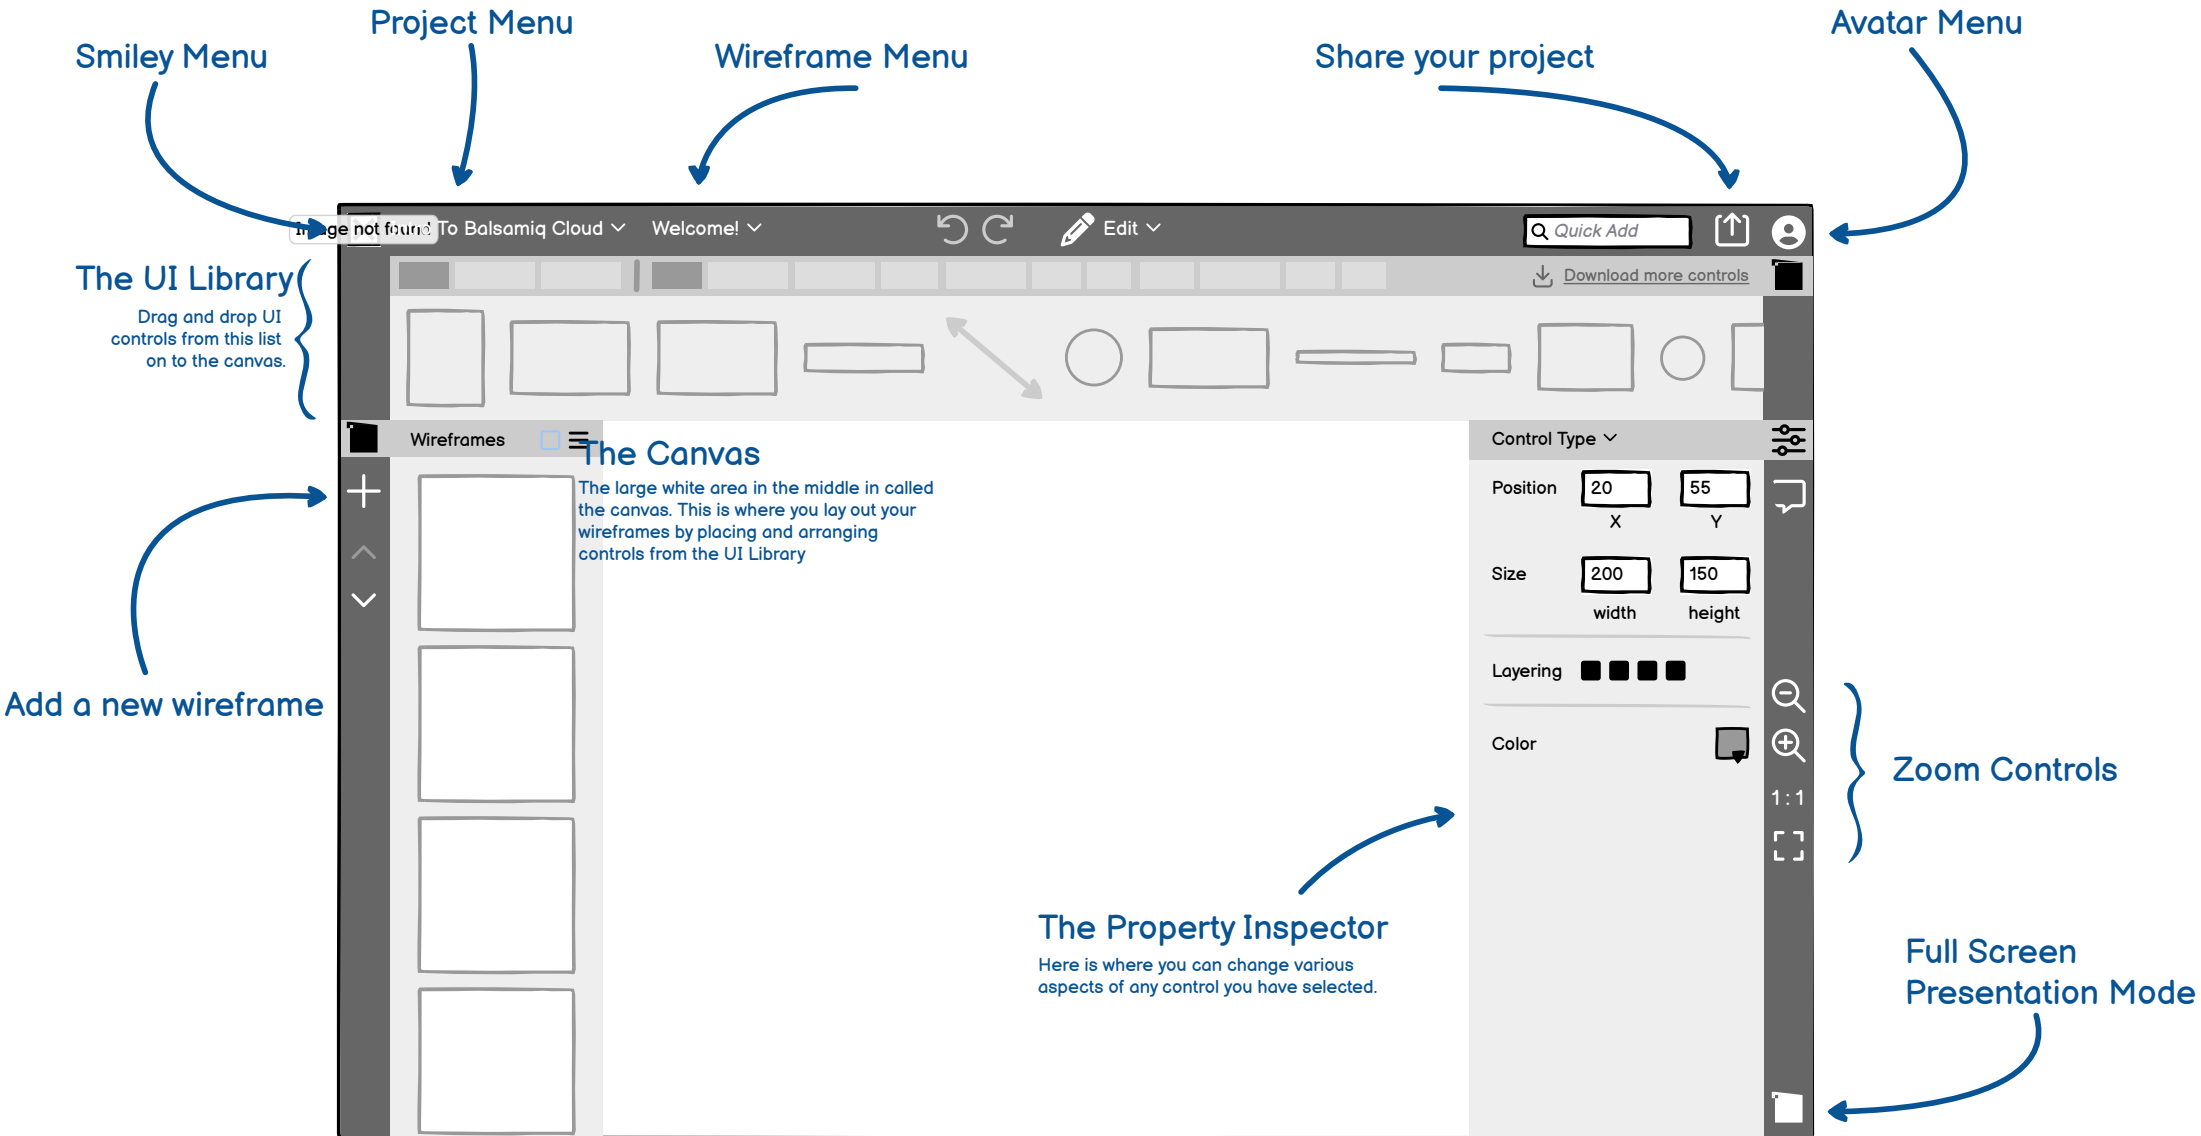 Project Menu
Avatar Menu
Smiley Menu
Wireframe Menu
Share your project
Image not found
To Balsamiq Cloud
Welcome!
Edit
Quick Add
The UI Library
Download more controls
Drag and drop UI
controls from this list
on to the canvas.
Wireframes
The Canvas
The large white area in the middle in called
the canvas. This is where you lay out your
wireframes by placing and arranging
controls from the UI Library
Control Type
Position
20
55
X
Y
Size
200
150
width
height
Layering
Color
Add a new wireframe
1 : 1
Zoom Controls
The Property Inspector
Here is where you can change various
aspects of any control you have selected.
Full Screen
Presentation Mode